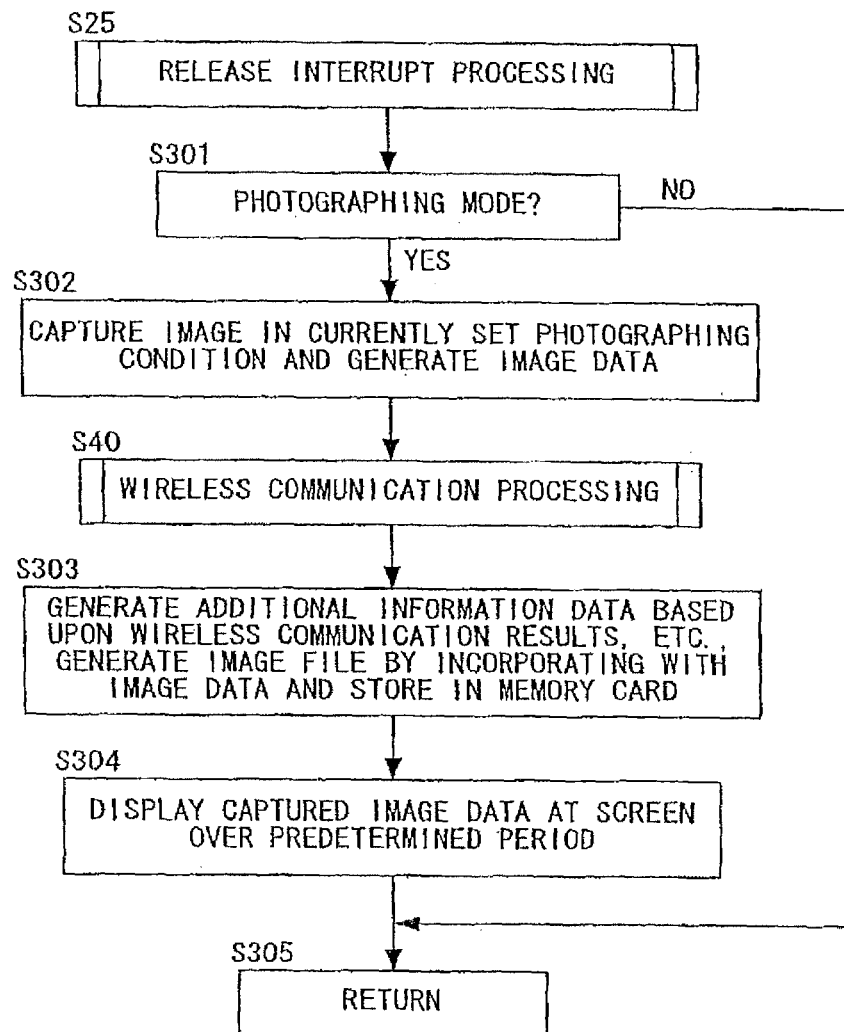 S25
RELEASE INTERRUPT PROCESSING
S301
PHOTOGRAPHING MODE?
NO
YES
S302
CAPTURE IMAGE IN CURRENTLY SET PHOTOGRAPHING
CONDITION AND GENERATE IMAGE DATA
S40
WIRELESS COMMUNICATION PROCESSING
S303
GENERATE ADDITIONAL INFORMATION DATA BASED
UPON WIRELESS COMMUNICATION RESULTS, ETC.,
GENERATE IMAGE FILE BY INCORPORATING WITH
IMAGE DATA AND STORE IN MEMORY CARD
S304
DISPLAY CAPTURED IMAGE DATA AT SCREEN
OVER PREDETERMINED PERIOD
S305
RETURN